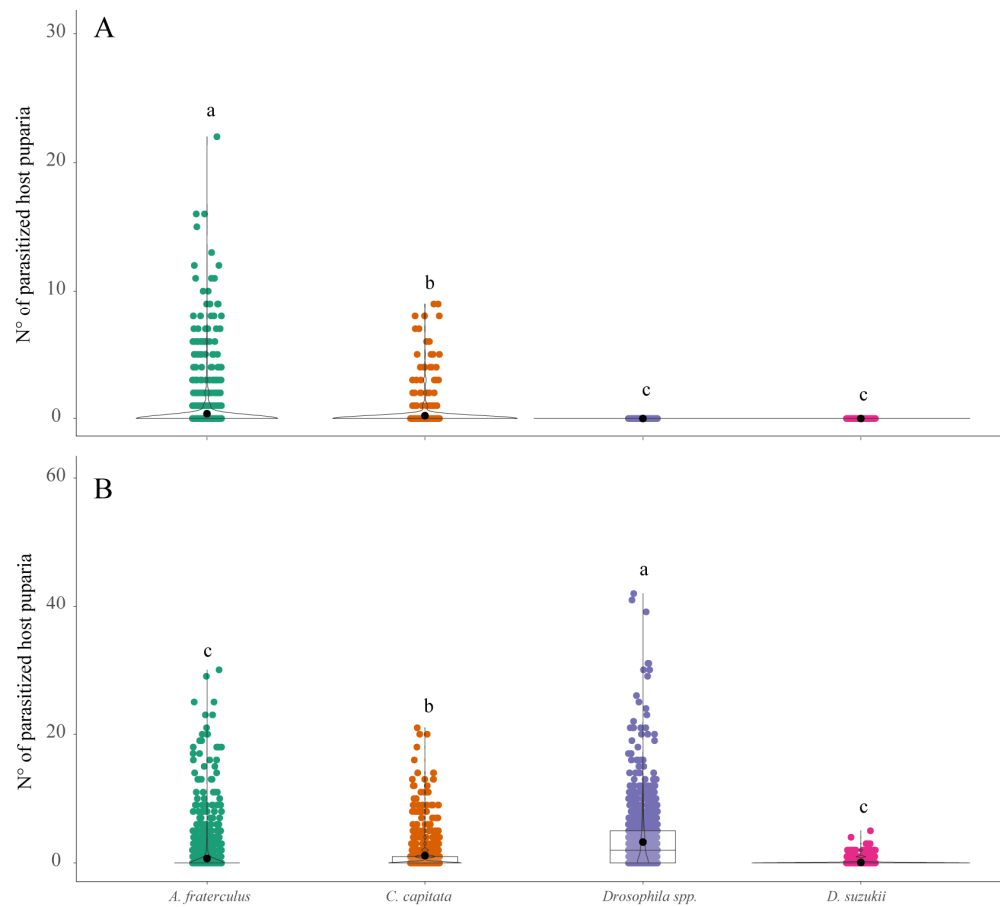 A
N° of parasitized host puparia
30
20
10
0
a
b
c
c
B
N° of parasitized host puparia
60
40
20
0
c
b
a
c
A. fraterculus C. capitata Drosophila spp. D. suzukii